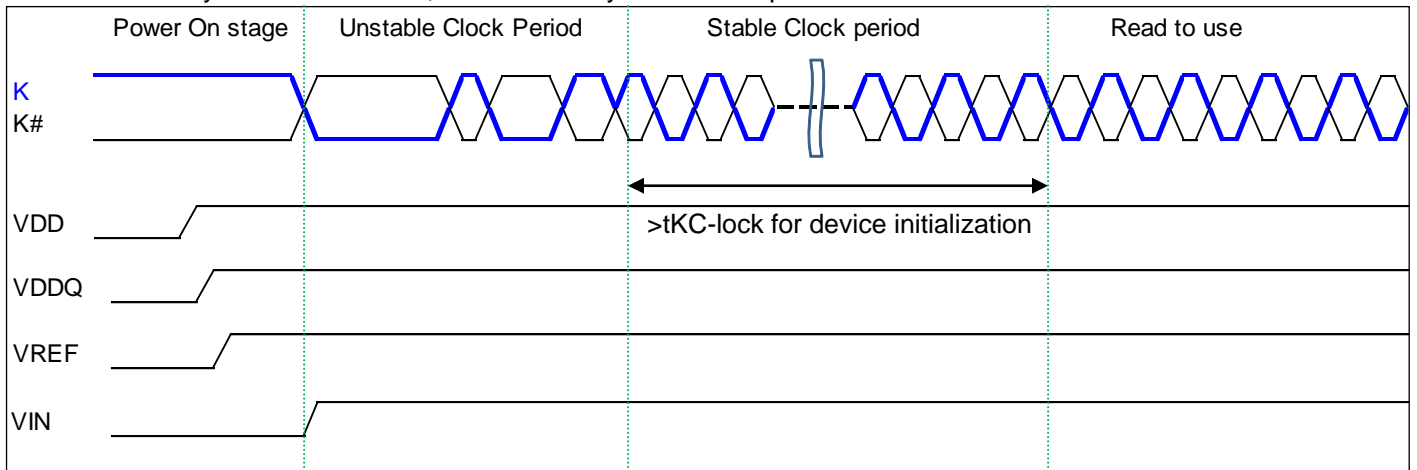 Power On stage Unstable Clock Period Stable Clock period Read to use
K
K#
VDD
>tKC-lock for device initialization
VDDQ
VREF
VIN